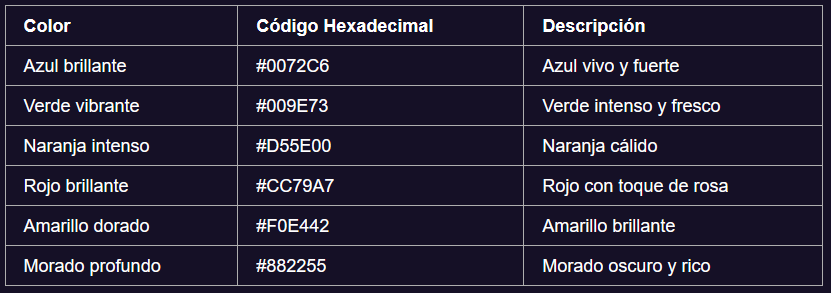 Color Código Hexadecimal Descripción
Azul brillante #0072C6 Azul vivo y fuerte
Verde vibrante #009E73 Verde intenso y fresco
Naranja intenso #D55E00 Naranja cálido
Rojo brillante #CC79A7 Rojo con toque de rosa
Amarillo dorado #F0E442 Amarillo brillante
Morado profundo #882255 Morado oscuro y rico